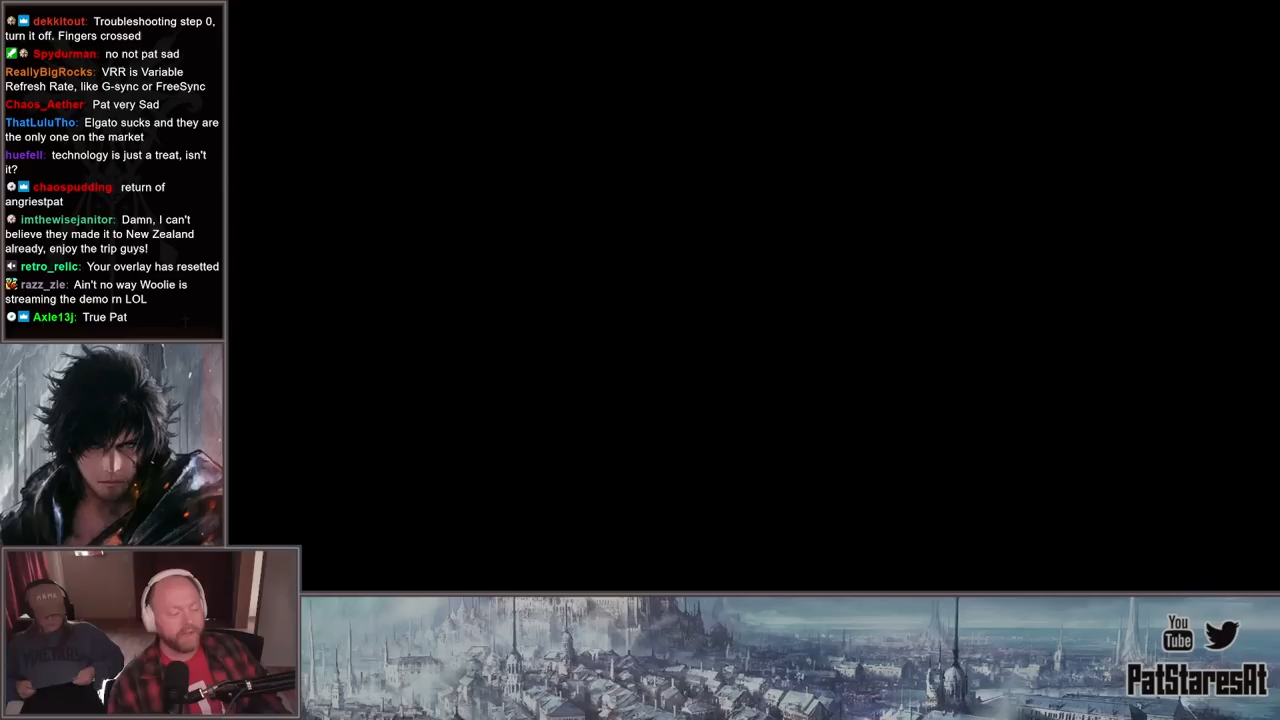 dekkitout: Troubleshooting step 0,
turn it off. Fingers crossed
Spydurman: no not pat sad
ReallyBigRocks: VRR is Variable
Refresh Rate, like G-sync or FreeSync
Chaos_Aether: Pat very Sad
ThatLuluTho: Elgato sucks and they are
the only one on the market
huefell: technology is just a treat, isn't
it?
chaospudding: return of
angriestpat
imthewisejanitor: Damn, I can't
believe they made it to New Zealand
already, enjoy the trip guys!
retro_relic: Your overlay has resetted
razz_zle: Ain't no way Woolie is
streaming the demo rn LOL
Axle13j: True Pat
You
Tube
PatStaresAt